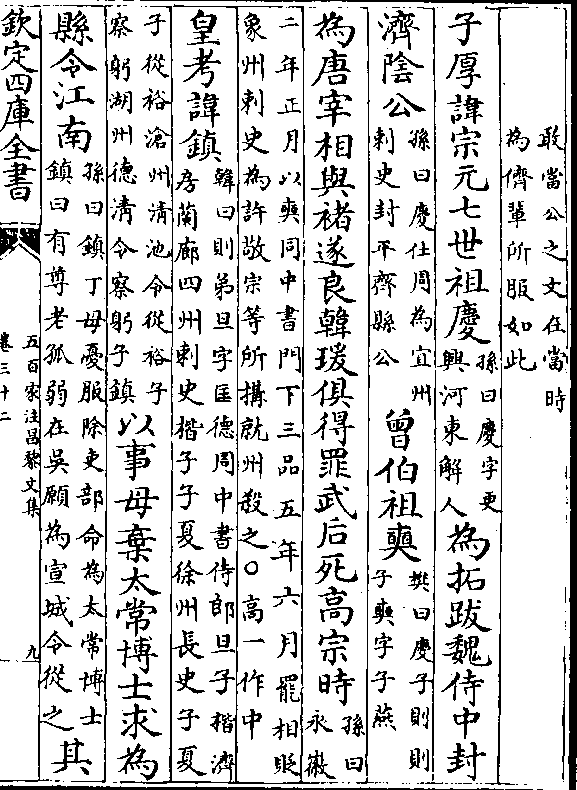 敢當公之文在當時
為儕輩所服如此
子厚諱宗元七世祖慶
孫曰慶字更
興河東解人
為拓跋魏侍中封
濟陰公
孫曰慶仕周為宜州
刺史封平齊縣公
曾伯祖奭
樊曰慶子則則
子奭字子燕
為唐宰相與褚遂良韓瑗俱得罪武后死高宗時
孫曰
永徽
二年正月以奭同中書門下三品五年六月罷相貶
象州刺史為許敬宗等所搆就州殺之○高一作中
皇考諱鎮
韓曰則弟旦字匡德周中書侍郎旦子楷濟
房蘭廊四州刺史楷子子夏徐州長史子夏
子從裕滄州清池令從裕子
察躬湖州德清令察躬子鎮
以事母棄太常博士求為
縣令江南
孫曰鎮丁母憂服除吏部命為太常博士
鎮曰有尊老孤弱在吳願為宣城令從之
其
欽定四庫全書
五百家注昌黎文集
卷三十二
九